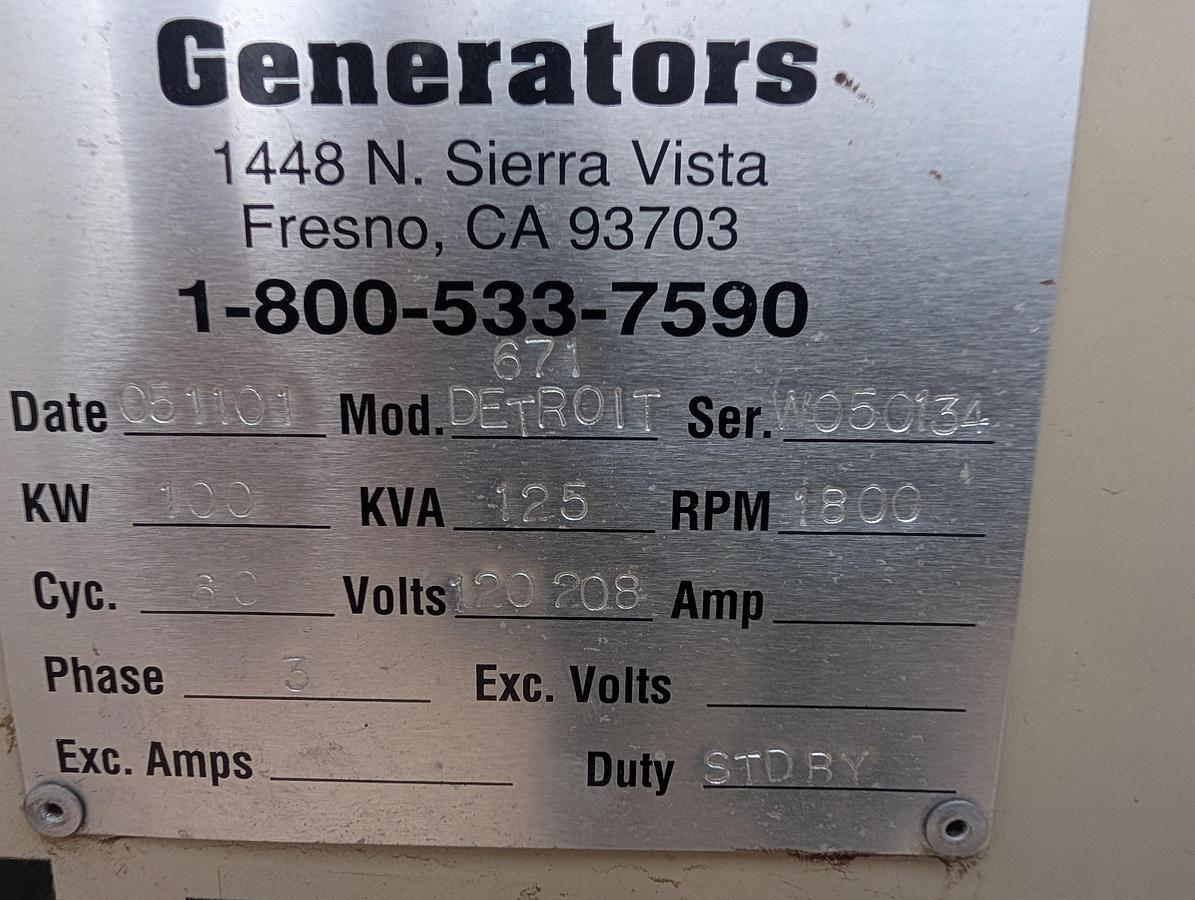 Generators
1448 N. Sierra Vista
Fresno, CA 93703
1-800-533-7590
671
Date 051101 Mod. DETROIT Ser. W050134
KW 100 KVA 125 RPM 1800
Cyc. 60 Volts 120 208 Amp
Phase 3 Exc. Volts
Exc. Amps Duty STDBY